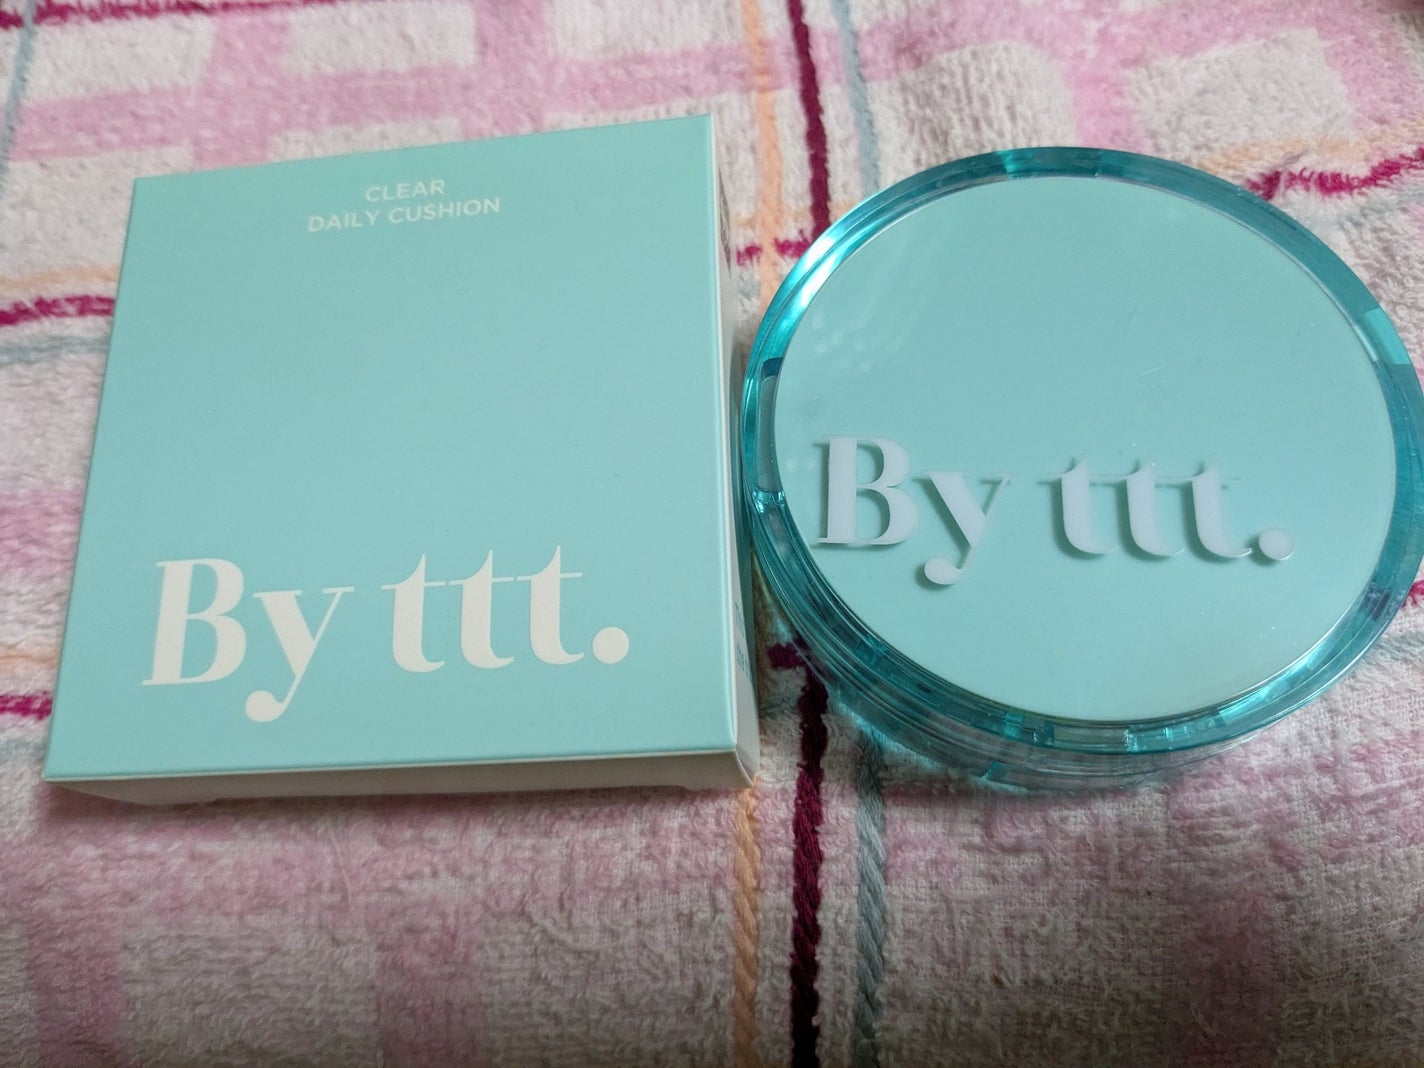 CLEAR
DAILY CUSHION
By ttt.
By ttt.